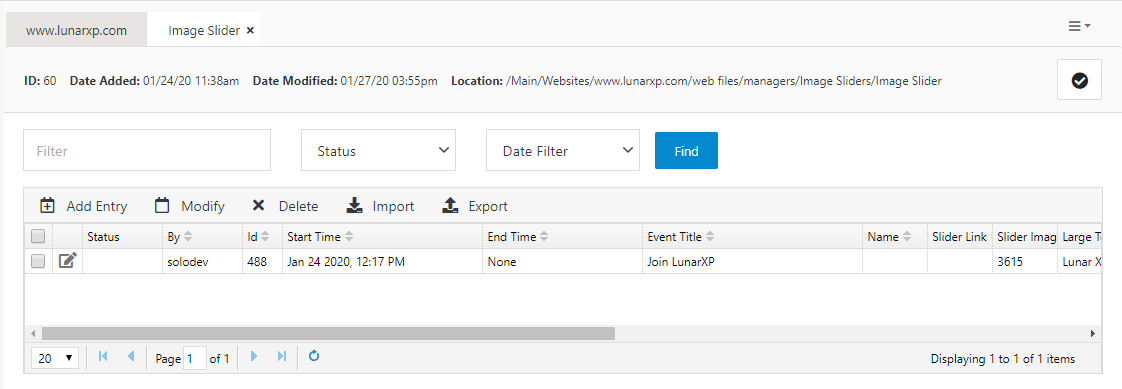 www.lunarxp.com Image Slider ×
ID: 60 Date Added: 01/24/20 11:38am Date Modified: 01/27/20 03:55pm Location: /Main/Websites/www.lunarxp.com/web files/managers/Image Sliders/Image Slider
Filter Status Date Filter Find
Add Entry Modify Delete Import Export
Status By Id Start Time End Time Event Title Name Slider Link Slider Imag Large T
solodev 488 Jan 24 2020, 12:17 PM None Join LunarXP 3615 Lunar X
20 Page 1 of 1 Displaying 1 to 1 of 1 items